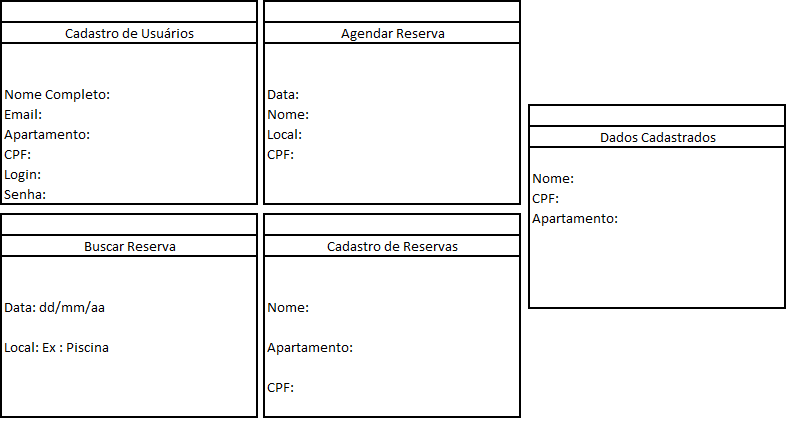 Cadastro de Usuários
Nome Completo:
Email:
Apartamento:
CPF:
Login:
Senha:
Agendar Reserva
Data:
Nome:
Local:
CPF:
Dados Cadastrados
Nome:
CPF:
Apartamento:
Buscar Reserva
Data: dd/mm/aa
Local: Ex : Piscina
Cadastro de Reservas
Nome:
Apartamento:
CPF: